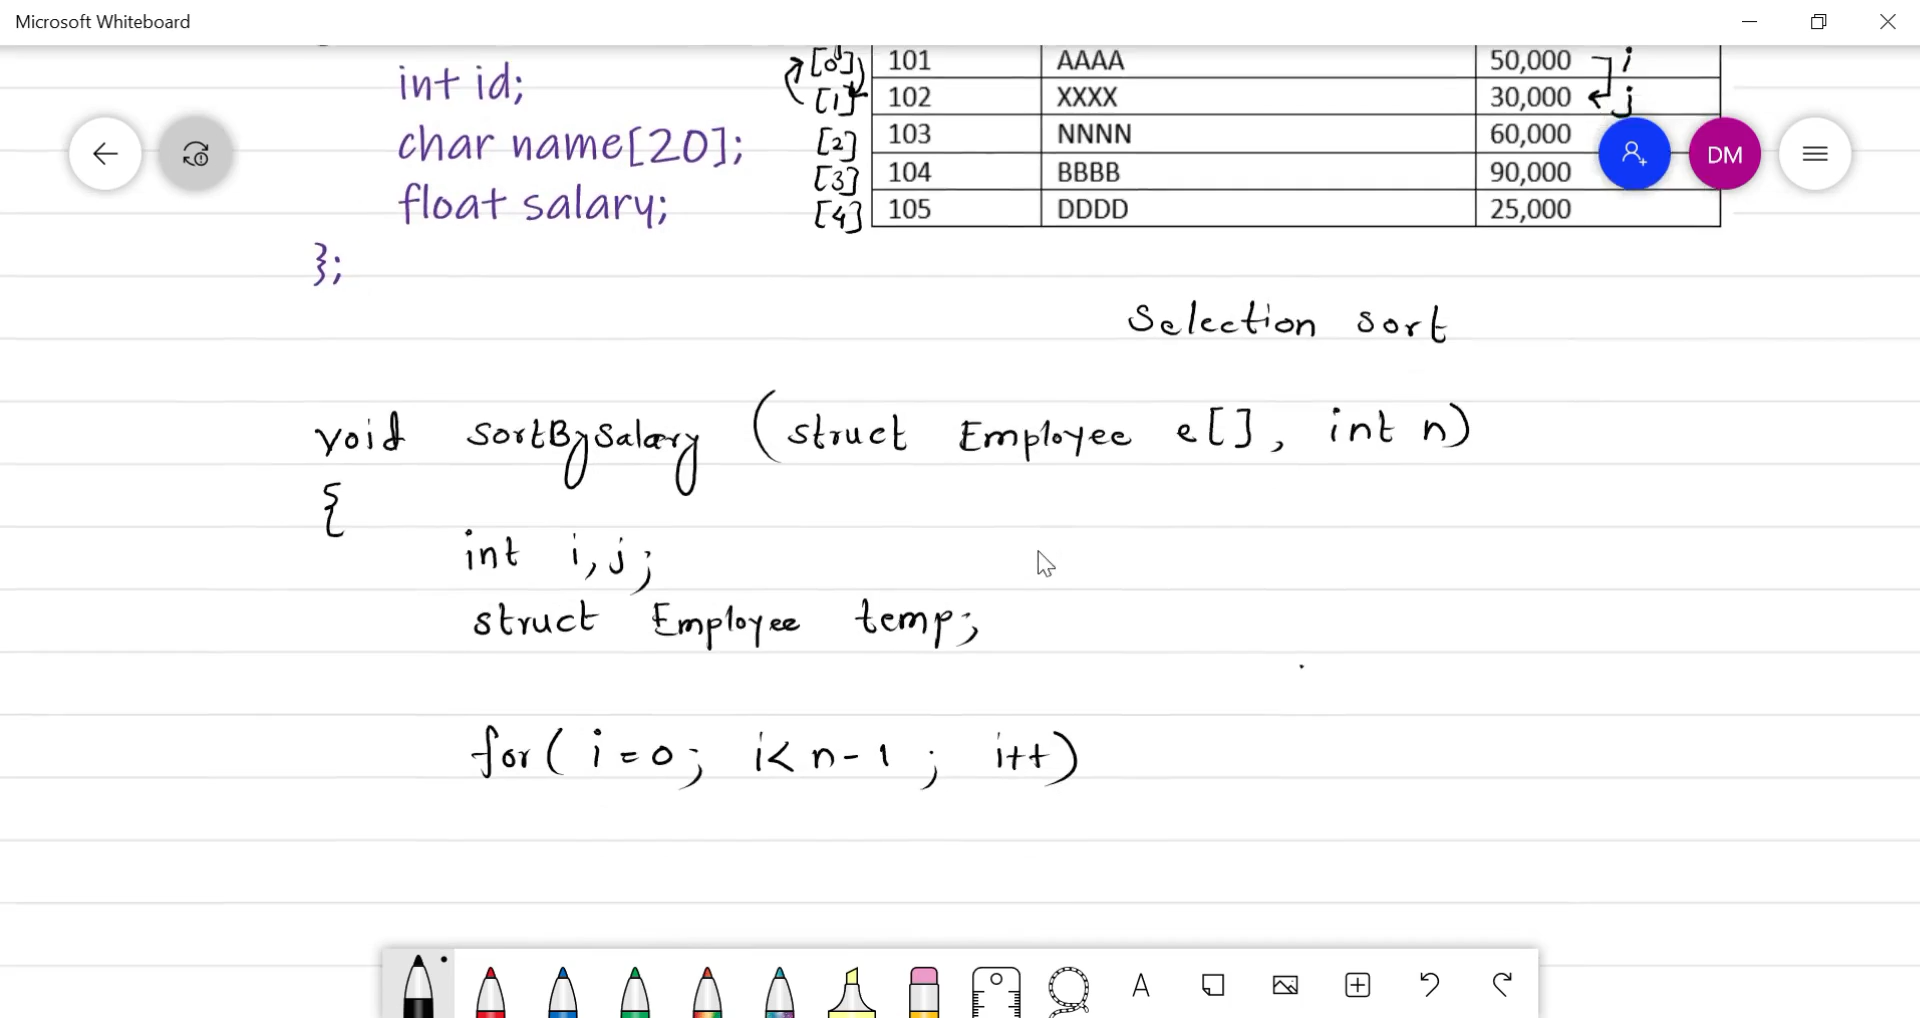 Microsoft Whiteboard
int id;
char name[20];
float salary;
};
[0] 101 AAAA 50,000 i
[1] 102 XXXX 30,000 j
[2] 103 NNNN 60,000
[3] 104 BBBB 90,000
[4] 105 DDDD 25,000
DM
Selection sort
void sortBySalary (struct Employee e[], int n)
{
int i,j;
struct Employee temp;
for( i=0; i< n-1 ; i++)
A